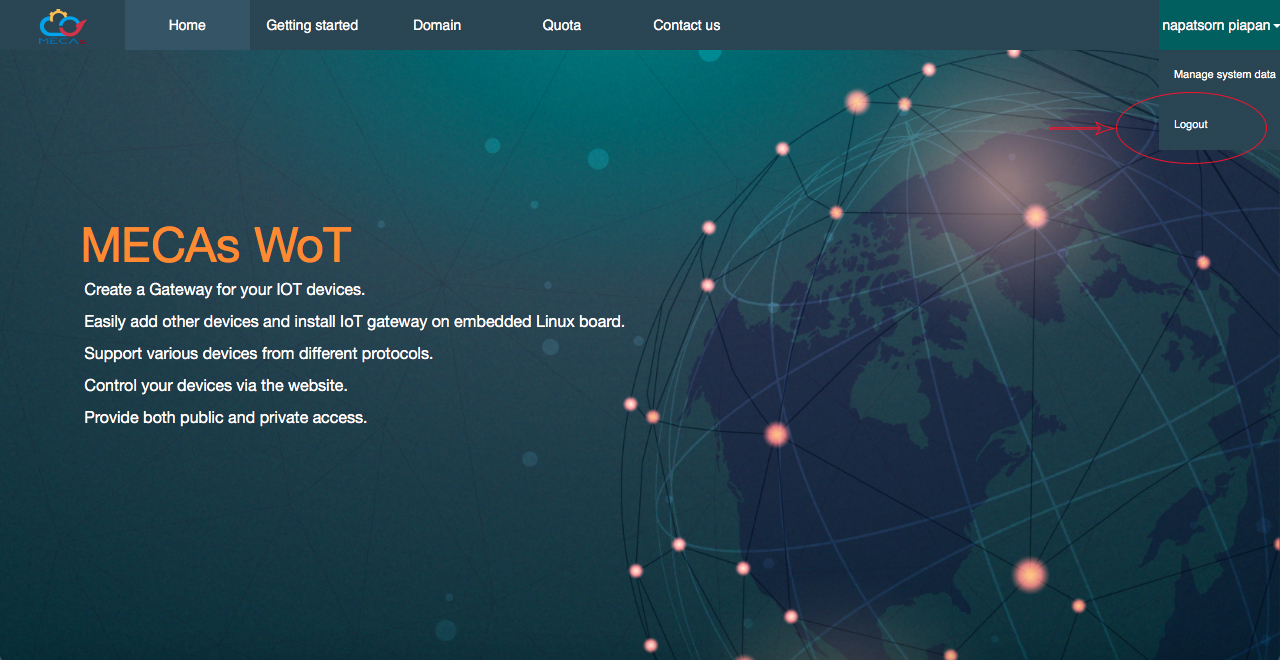 MECA
Home
Getting started
Domain
Quota
Contact us
napatsorn piapan
Manage system data
Logout
MECAs WoT
Create a Gateway for your IOT devices.
Easily add other devices and install IoT gateway on embedded Linux board.
Support various devices from different protocols.
Control your devices via the website.
Provide both public and private access.